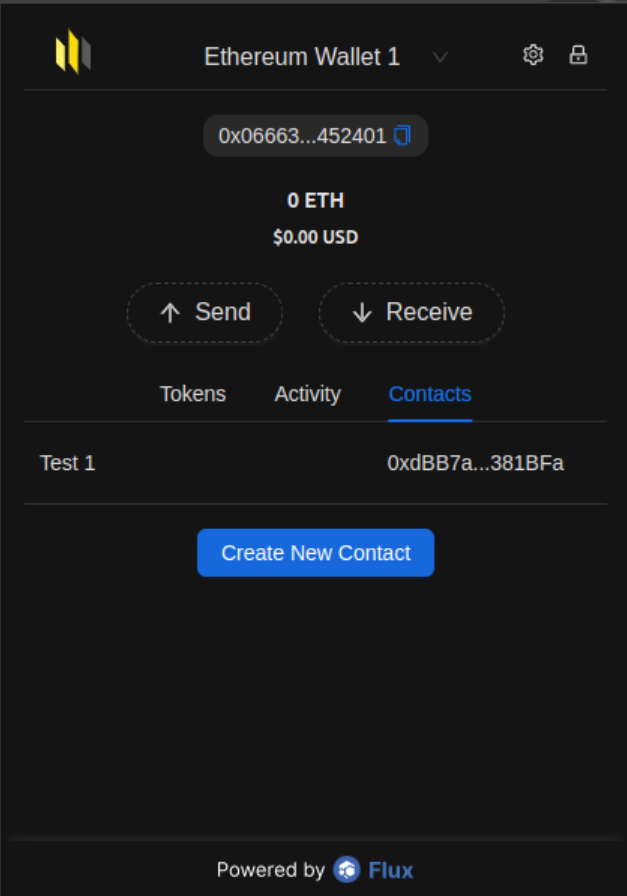 Ethereum Wallet 1
0x06663...452401
0 ETH
$0.00 USD
Send Receive
Tokens Activity Contacts
Test 1 0xdBB7a...381BFa
Create New Contact
Powered by Flux